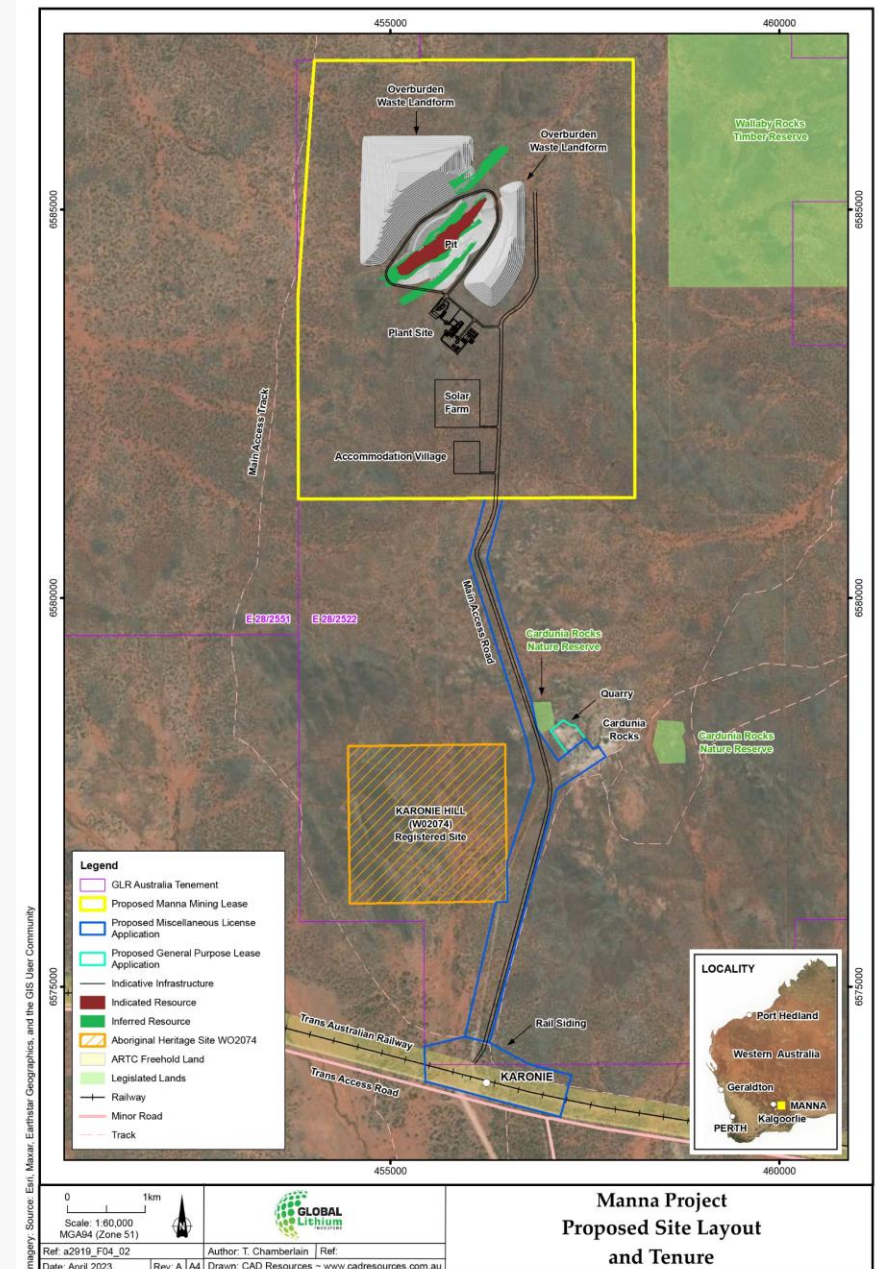 455000
460000
Overburden
Waste Landform
Overburden
Waste Landform
Wallaby Rocks
Timber Reserve
6585000
6585000
Pit
Plant Site
Solar
Farm
Main Access Track
Accommodation Village
6580000
6580000
Main Access Road
E 28/2551
E 28/2522
Cardunia Rocks
Nature Reserve
Quarry
Cardunia
Rocks
Cardunia Rocks
Nature Reserve
KARONIE HILL
(W02074)
Registered Site
Legend
GLR Australia Tenement
Proposed Manna Mining Lease
Proposed Miscellaneous License
Application
Proposed General Purpose Lease
Application
Indicative Infrastructure
Indicated Resource
Inferred Resource
Aboriginal Heritage Site WO2074
ARTC Freehold Land
Legislated Lands
Railway
Minor Road
Track
6575000
6575000
Trans Australian Railway
Rail Siding
KARONIE
Trans Access Road
LOCALITY
Port Hedland
Western Australia
Geraldton
MANNA
Kalgoorlie
PERTH
455000
460000
Imagery: Source: Esri, Maxar, Earthstar Geographics, and the GIS User Community
0 1km
Scale: 1:60,000
MGA94 (Zone 51)
N
GLOBAL
Lithium
RESOURCES
Manna Project
Proposed Site Layout
and Tenure
Ref: a2919_F04_02
Author: T. Chamberlain
Ref:
Date: April 2023
Rev: A
A4
Drawn: CAD Resources ~ www.cadresources.com.au